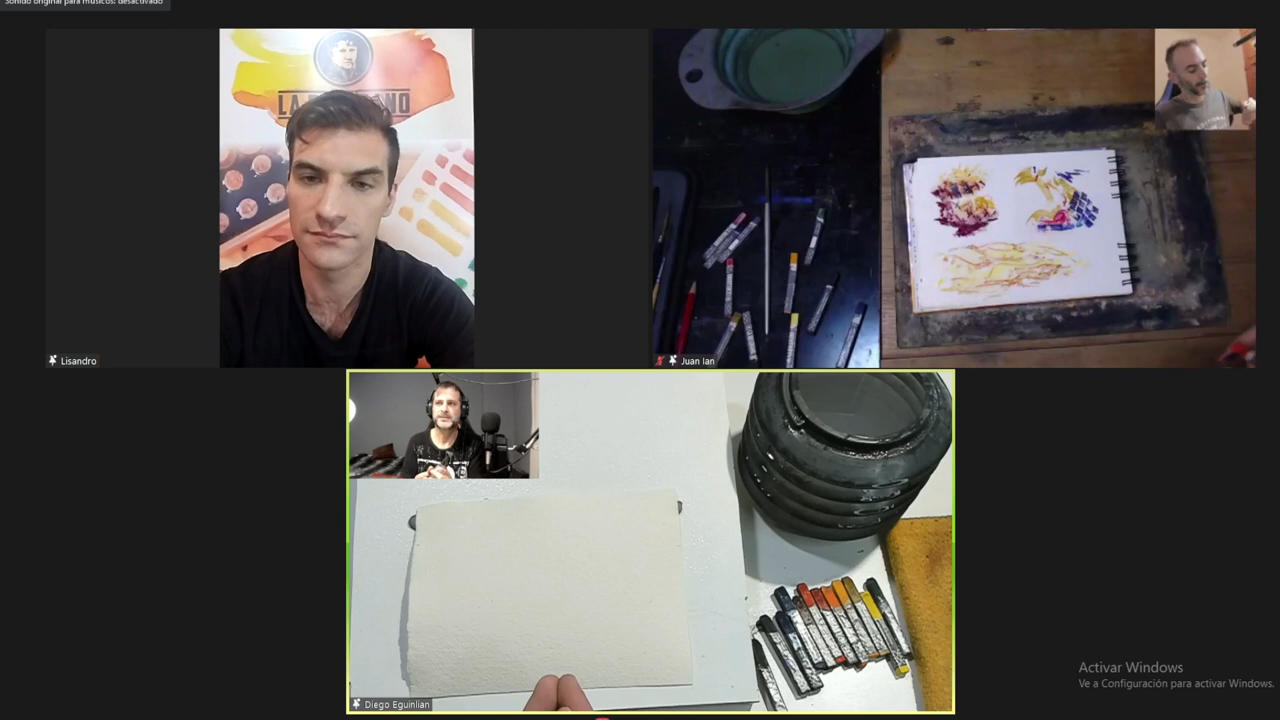 Sonido original para músicos: desactivado
Lisandro
Juan Ian
Diego Eguinlian
Activar Windows
Ve a Configuración para activar Windows.